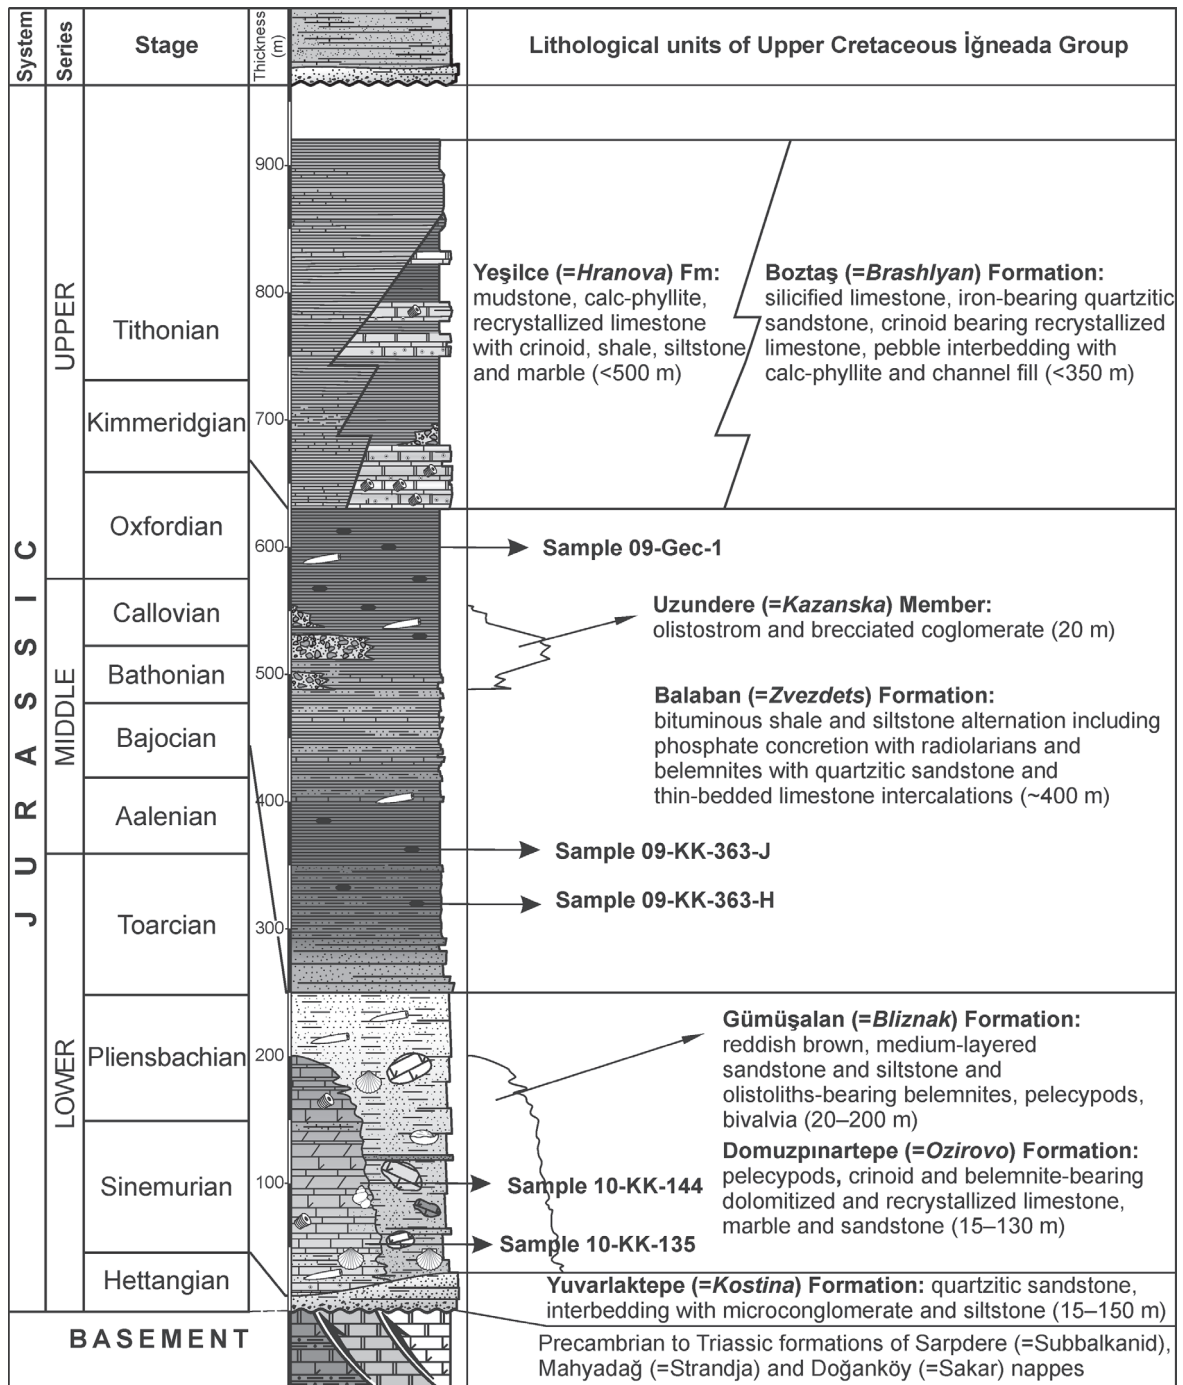 System
Series
Stage
Thickness
(m)
Lithological units of Upper Cretaceous İğneada Group
JURASSIC
UPPER
MIDDLE
LOWER
Tithonian
Kimmeridgian
Oxfordian
Callovian
Bathonian
Bajocian
Aalenian
Toarcian
Pliensbachian
Sinemurian
Hettangian
BASEMENT
900
800
700
600
500
400
300
200
100
Yeşilce (=Hranova) Fm:
mudstone, calc-phyllite,
recrystallized limestone
with crinoid, shale, siltstone
and marble (<500 m)
Boztaş (=Brashlyan) Formation:
silicified limestone, iron-bearing quartzitic
sandstone, crinoid bearing recrystallized
limestone, pebble interbedding with
calc-phyllite and channel fill (<350 m)
Sample 09-Gec-1
Uzundere (=Kazanska) Member:
olistostrom and brecciated coglomerate (20 m)
Balaban (=Zvezdets) Formation:
bituminous shale and siltstone alternation including
phosphate concretion with radiolarians and
belemnites with quartzitic sandstone and
thin-bedded limestone intercalations (~400 m)
Sample 09-KK-363-J
Sample 09-KK-363-H
Gümüşalan (=Bliznak) Formation:
reddish brown, medium-layered
sandstone and siltstone and
olistoliths-bearing belemnites, pelecypods,
bivalvia (20–200 m)
Domuzpınartepe (=Ozirovo) Formation:
pelecypods, crinoid and belemnite-bearing
dolomitized and recrystallized limestone,
marble and sandstone (15–130 m)
Sample 10-KK-144
Sample 10-KK-135
Yuvarlaktepe (=Kostina) Formation: quartzitic sandstone,
interbedding with microconglomerate and siltstone (15–150 m)
Precambrian to Triassic formations of Sarpdere (=Subbalkanid),
Mahyadağ (=Strandja) and Doğanköy (=Sakar) nappes